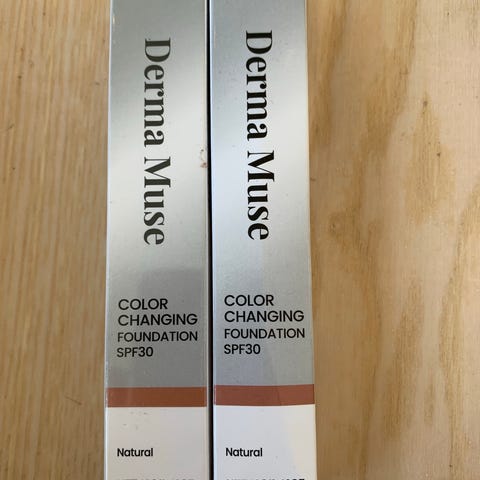 Derma Muse
COLOR
CHANGING
FOUNDATION
SPF30
Natural
Derma Muse
COLOR
CHANGING
FOUNDATION
SPF30
Natural